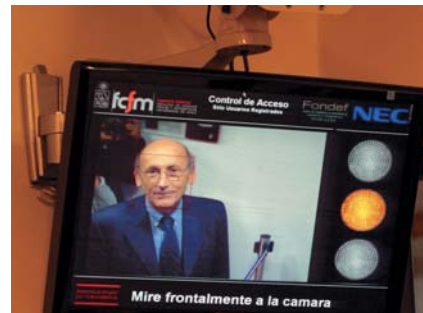 fcfm
Control de Acceso
Sólo Usuarios Registrados
Fondef
NEC
Mire frontalmente a la camara